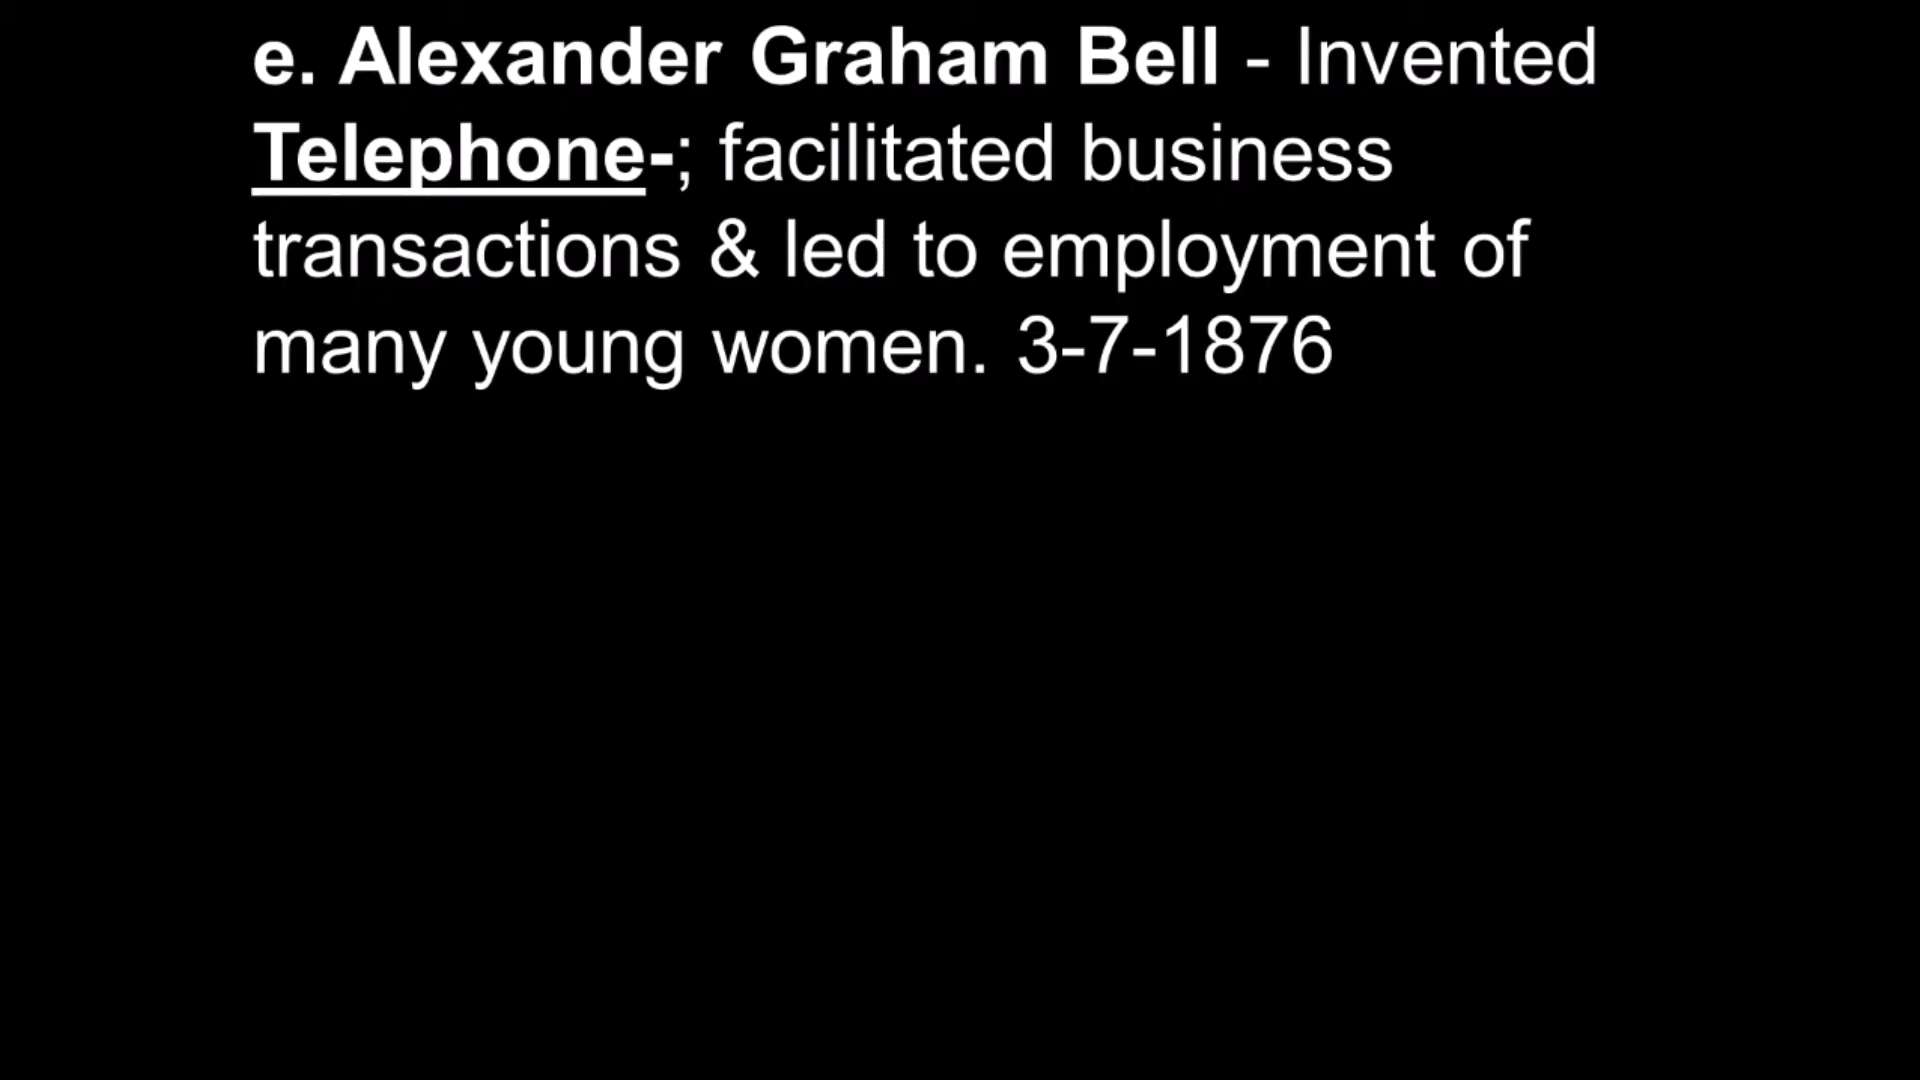 e. Alexander Graham Bell - Invented
Telephone-; facilitated business
transactions & led to employment of
many young women. 3-7-1876